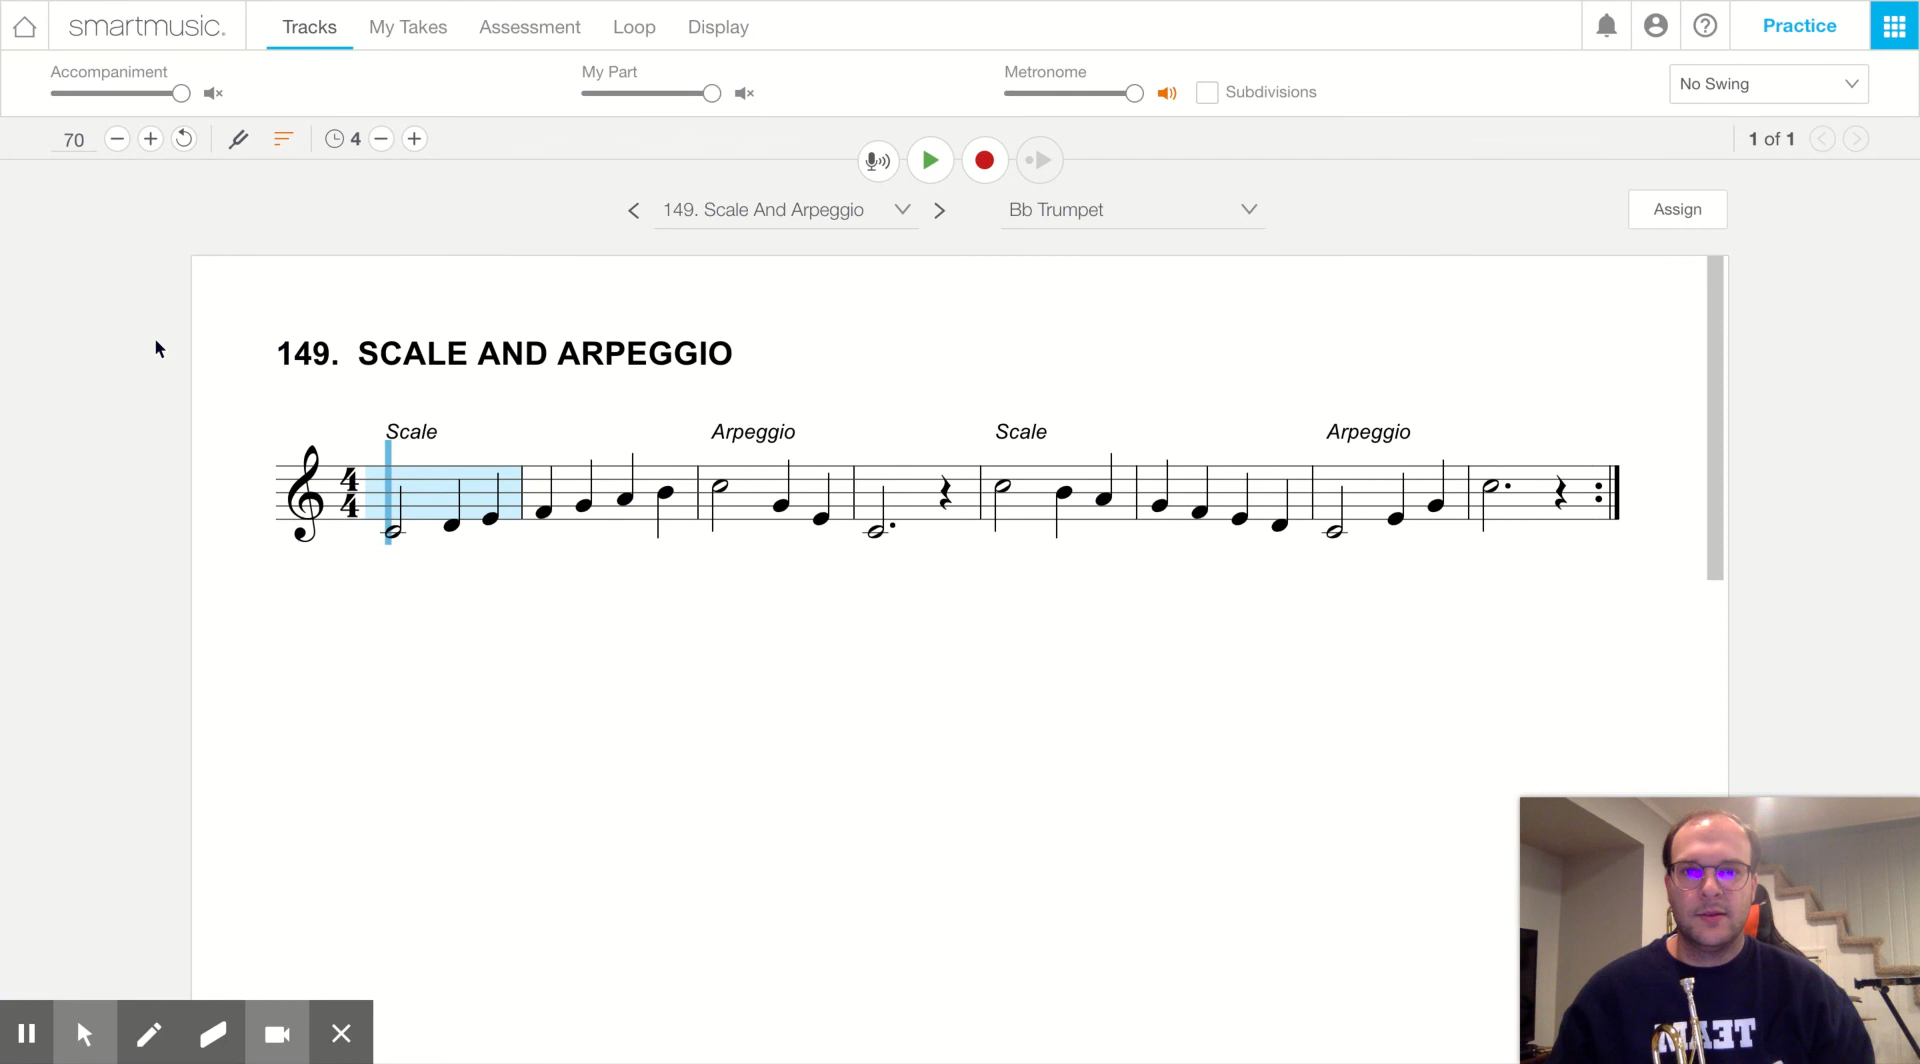 smartmusic.
Tracks
My Takes
Assessment
Loop
Display
Practice
Accompaniment
My Part
Metronome
Subdivisions
No Swing
70
4
1 of 1
149. Scale And Arpeggio
Bb Trumpet
Assign
149. SCALE AND ARPEGGIO
Scale
Arpeggio
Scale
Arpeggio
4
4